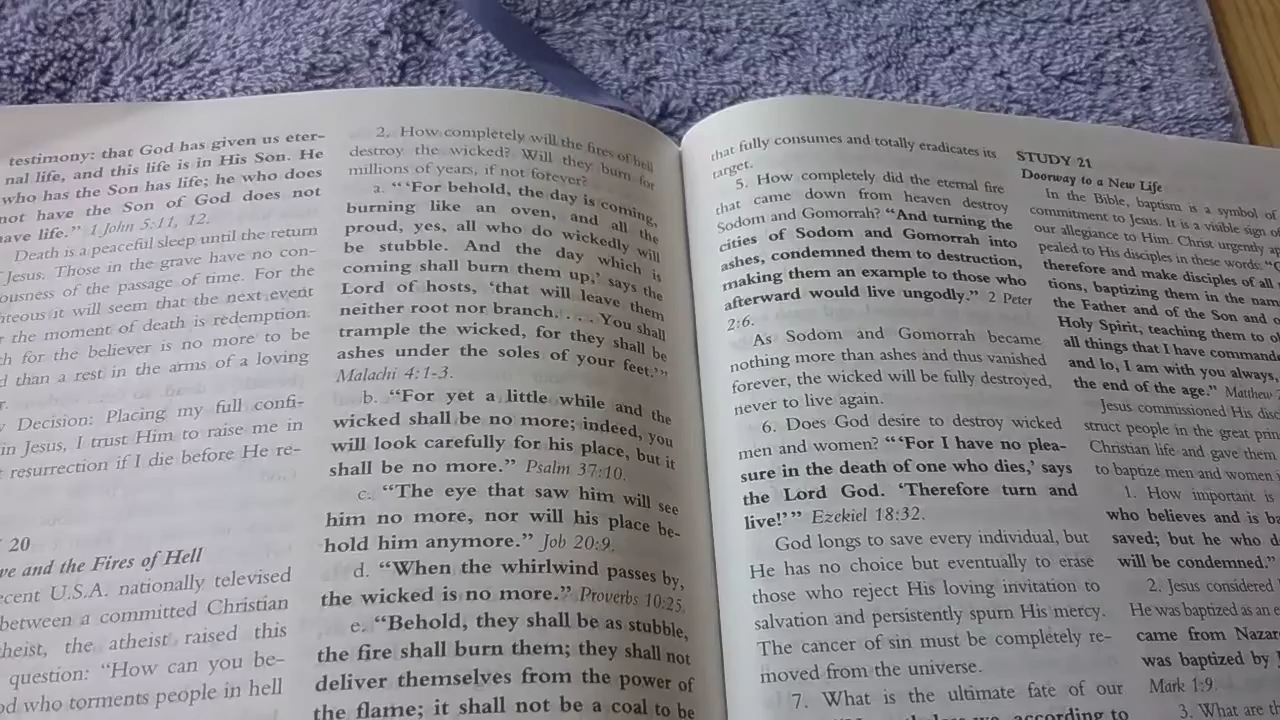 testimony: that God has given us eter-
nal life, and this life is in His Son. He
who has the Son has life; he who does
not have the Son of God does not
have life.” 1 John 5:11, 12.
Death is a peaceful sleep until the return
Jesus. Those in the grave have no con-
of the passage of time. For the
it will seem that the next event
the moment of death is redemption.
for the believer is no more to be
than a rest in the arms of a loving
Decision: Placing my full confi-
in Jesus, I trust Him to raise me in
resurrection if I die before He re-
20
and the Fires of Hell
U.S.A. nationally televised
between a committed Christian
the atheist raised this
question: “How can you be-
who torments people in hell
2. How completely will the fires of hell
destroy the wicked? Will they burn for
millions of years, if not forever?
a. “‘For behold, the day is coming,
burning like an oven, and all the
proud, yes, all who do wickedly will
be stubble. And the day which is
coming shall burn them up,’ says the
Lord of hosts, ‘that will leave them
neither root nor branch. . . . You shall
trample the wicked, for they shall be
ashes under the soles of your feet.’”
Malachi 4:1-3.
b. “For yet a little while and the
wicked shall be no more; indeed, you
will look carefully for his place, but it
shall be no more.” Psalm 37:10.
c. “The eye that saw him will see
him no more, nor will his place be-
hold him anymore.” Job 20:9.
d. “When the whirlwind passes by,
the wicked is no more.” Proverbs 10:25.
e. “Behold, they shall be as stubble,
the fire shall burn them; they shall not
deliver themselves from the power of
the flame; it shall not be a coal to be
that fully consumes and totally eradicates its
target.
5. How completely did the eternal fire
that came down from heaven destroy
Sodom and Gomorrah? “And turning the
cities of Sodom and Gomorrah into
ashes, condemned them to destruction,
making them an example to those who
afterward would live ungodly.” 2 Peter
2:6.
As Sodom and Gomorrah became
nothing more than ashes and thus vanished
forever, the wicked will be fully destroyed,
never to live again.
6. Does God desire to destroy wicked
men and women? “‘For I have no plea-
sure in the death of one who dies,’ says
the Lord God. ‘Therefore turn and
live!’” Ezekiel 18:32.
God longs to save every individual, but
He has no choice but eventually to erase
those who reject His loving invitation to
salvation and persistently spurn His mercy.
The cancer of sin must be completely re-
moved from the universe.
7. What is the ultimate fate of our
according to
STUDY 21
Doorway to a New Life
In the Bible, baptism is a symbol of
commitment to Jesus. It is a visible sign of
our allegiance to Him. Christ urgently
pealed to His disciples in these words:
therefore and make disciples of all
tions, baptizing them in the name
the Father and of the Son and
Holy Spirit, teaching them to
all things that I have
and lo, I am with you always,
the end of the age.” Matthew
Jesus commissioned His
struct people in the great
Christian life and gave them
to baptize men and women
1. How important is
who believes and is
saved; but he who
will be condemned.”
2. Jesus considered
He was baptized as an
came from
was baptized by
Mark 1:9.
3. What are